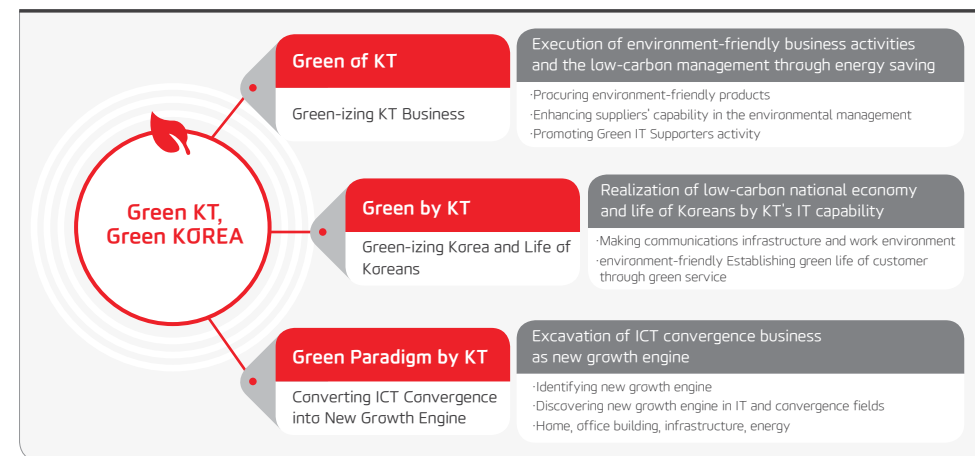 Green KT,
Green KOREA
Green of KT
Green-izing KT Business
Execution of environment-friendly business activities
and the low-carbon management through energy saving
·Procuring environment-friendly products
·Enhancing suppliers' capability in the environmental management
·Promoting Green IT Supporters activity
Green by KT
Green-izing Korea and Life of
Koreans
Realization of low-carbon national economy
and life of Koreans by KT's IT capability
·Making communications infrastructure and work environment
·environment-friendly Establishing green life of customer
through green service
Green Paradigm by KT
Converting ICT Convergence
into New Growth Engine
Excavation of ICT convergence business
as new growth engine
·Identifying new growth engine
·Discovering new growth engine in IT and convergence fields
·Home, office building, infrastructure, energy